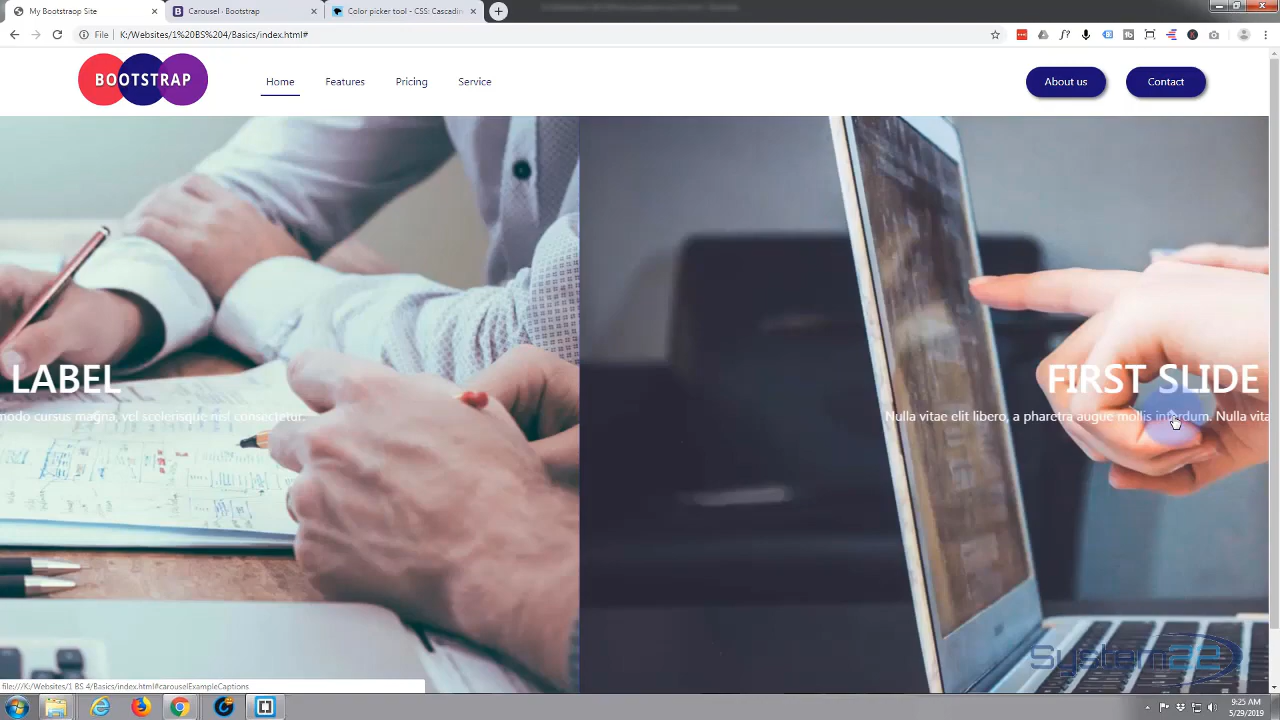 My Bootstraop Site
Carousel · Bootstrap
Color picker tool - CSS: Cascadin
File
K:/Websites/1%20BS%204/Basics/index.html#
BOOTSTRAP
Home
Features
Pricing
Service
About us
Contact
LABEL
modo cursus magna, vel scelerisque nisl consectetur.
FIRST SLIDE
Nulla vitae elit libero, a pharetra augue mollis interdum. Nulla vita
System22
file:///K:/Websites/1 BS 4/Basics/index.html#carouselExampleCaptions
9:25 AM
5/29/2019